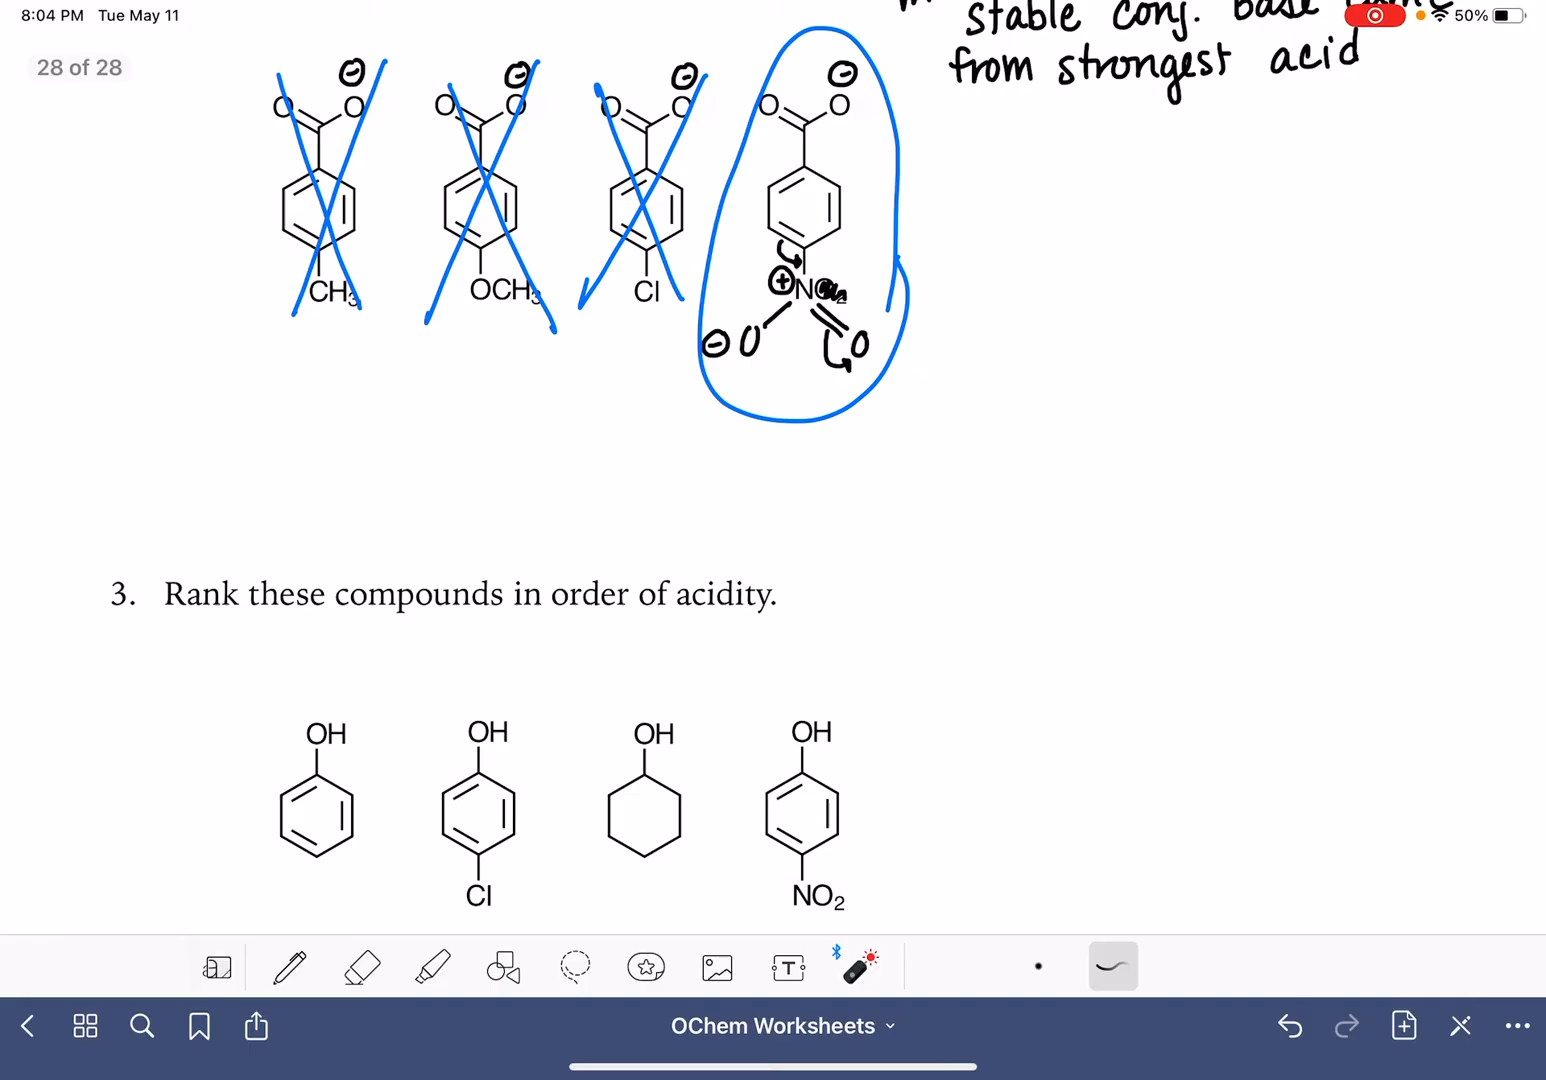 8:04 PM Tue May 11
50%
stable conj. base
from strongest acid
28 of 28
⊖ ⊖ ⊖ ⊖
O O O O O O O O
CH3 OCH3 Cl ⊕N
⊖ O O
3. Rank these compounds in order of acidity.
OH OH OH OH
Cl NO2
T
OChem Worksheets